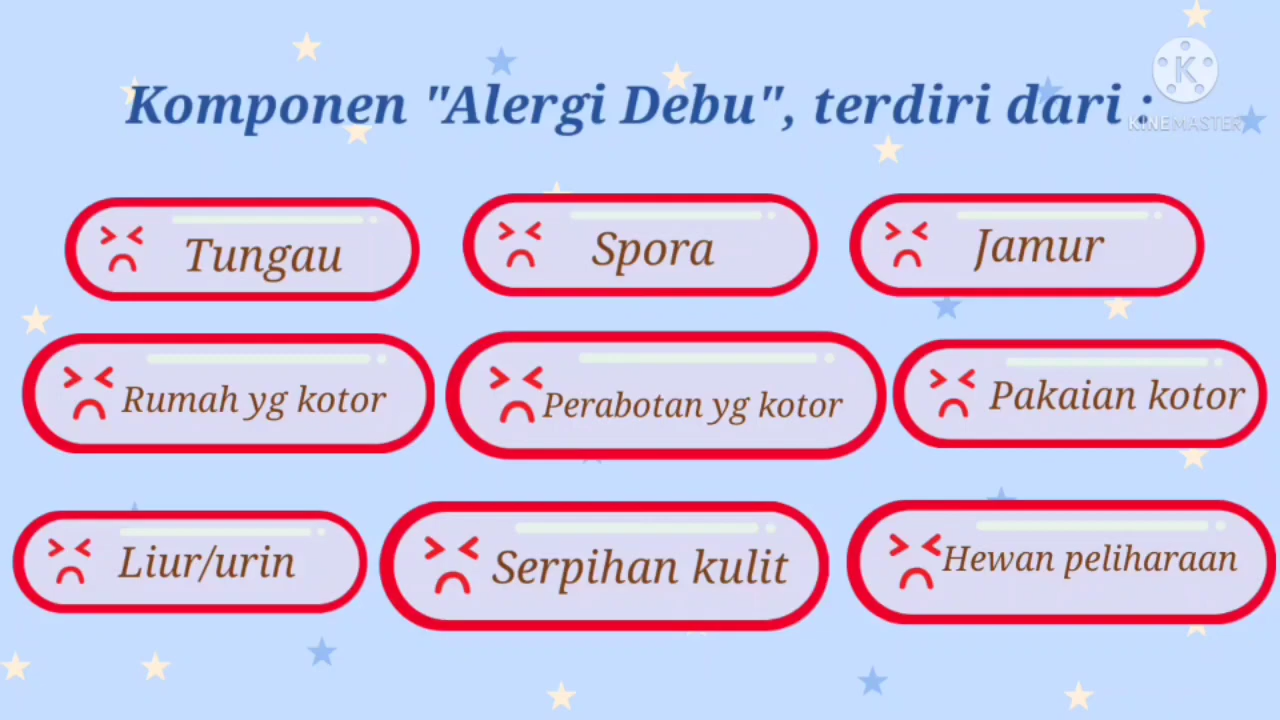 Komponen "Alergi Debu", terdiri dari :
K
KINEMASTER
Tungau
Spora
Jamur
Rumah yg kotor
Perabotan yg kotor
Pakaian kotor
Liur/urin
Serpihan kulit
Hewan peliharaan